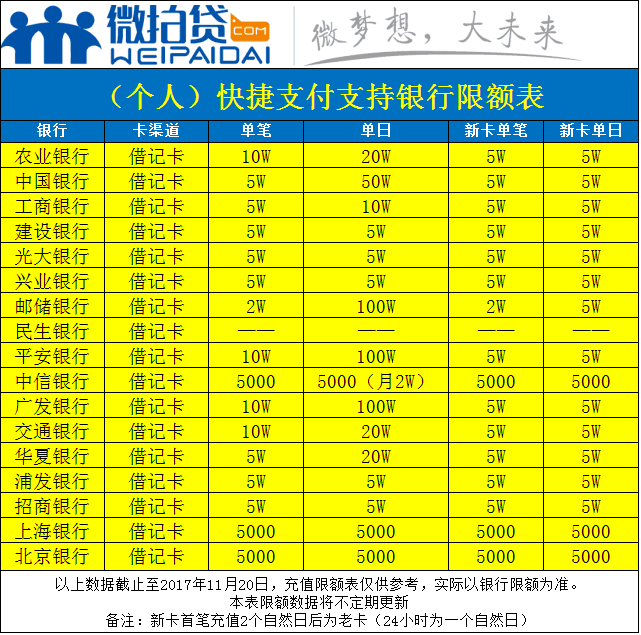 微拍贷.COM
WEIPAIDAI
微梦想，大未来
（个人）快捷支付支持银行限额表
银行 卡渠道 单笔 单日 新卡单笔 新卡单日
农业银行 借记卡 10W 20W 5W 5W
中国银行 借记卡 5W 50W 5W 5W
工商银行 借记卡 5W 10W 5W 5W
建设银行 借记卡 5W 5W 5W 5W
光大银行 借记卡 5W 5W 5W 5W
兴业银行 借记卡 5W 5W 5W 5W
邮储银行 借记卡 2W 100W 2W 5W
民生银行 借记卡 —— —— —— ——
平安银行 借记卡 10W 100W 5W 5W
中信银行 借记卡 5000 5000（月2W） 5000 5000
广发银行 借记卡 10W 100W 5W 5W
交通银行 借记卡 10W 20W 5W 5W
华夏银行 借记卡 5W 20W 5W 5W
浦发银行 借记卡 5W 5W 5W 5W
招商银行 借记卡 5W 5W 5W 5W
上海银行 借记卡 5000 5000 5000 5000
北京银行 借记卡 5000 5000 5000 5000
以上数据截止至2017年11月20日，充值限额表仅供参考，实际以银行限额为准。
本表限额数据将不定期更新
备注：新卡首笔充值2个自然日后为老卡（24小时为一个自然日）